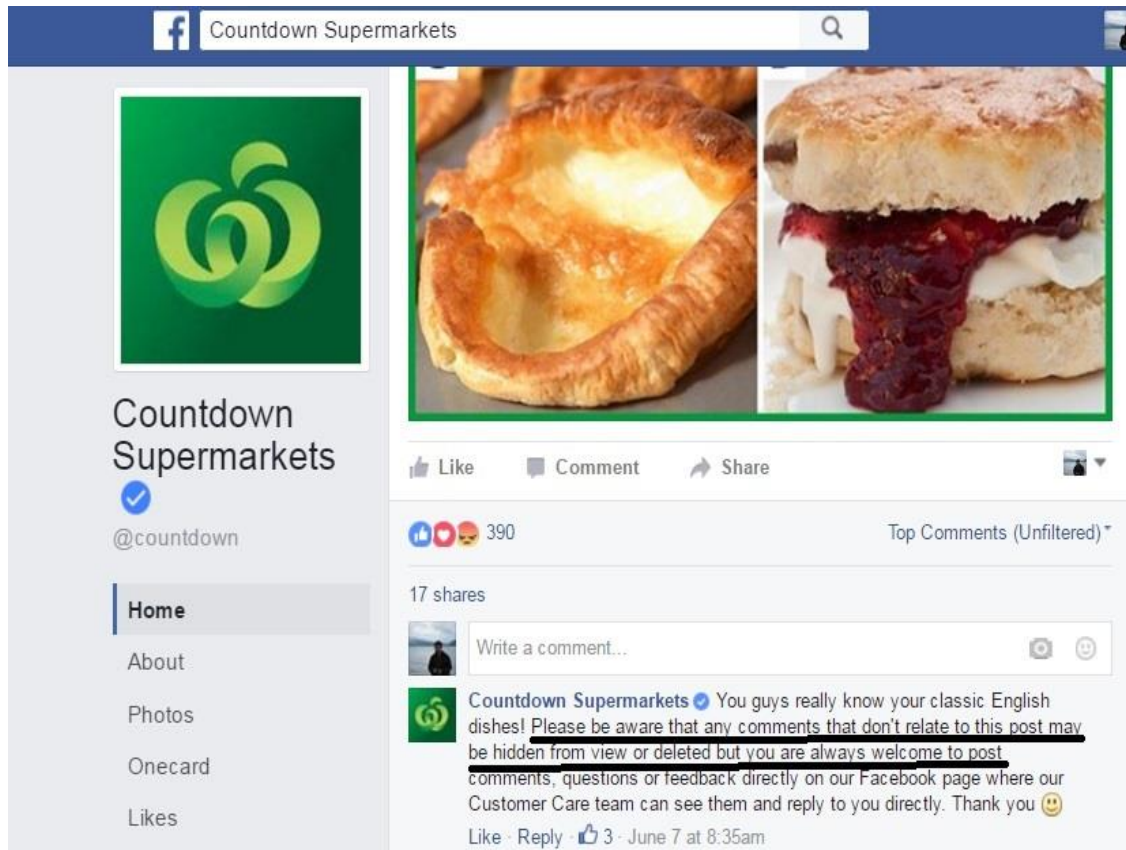 f
Countdown Supermarkets
Countdown
Supermarkets
@countdown
Home
About
Photos
Onecard
Likes
Like Comment Share
390
Top Comments (Unfiltered)
17 shares
Write a comment...
Countdown Supermarkets You guys really know your classic English
dishes! Please be aware that any comments that don't relate to this post may
be hidden from view or deleted but you are always welcome to post
comments, questions or feedback directly on our Facebook page where our
Customer Care team can see them and reply to you directly. Thank you
Like · Reply · 3 · June 7 at 8:35am